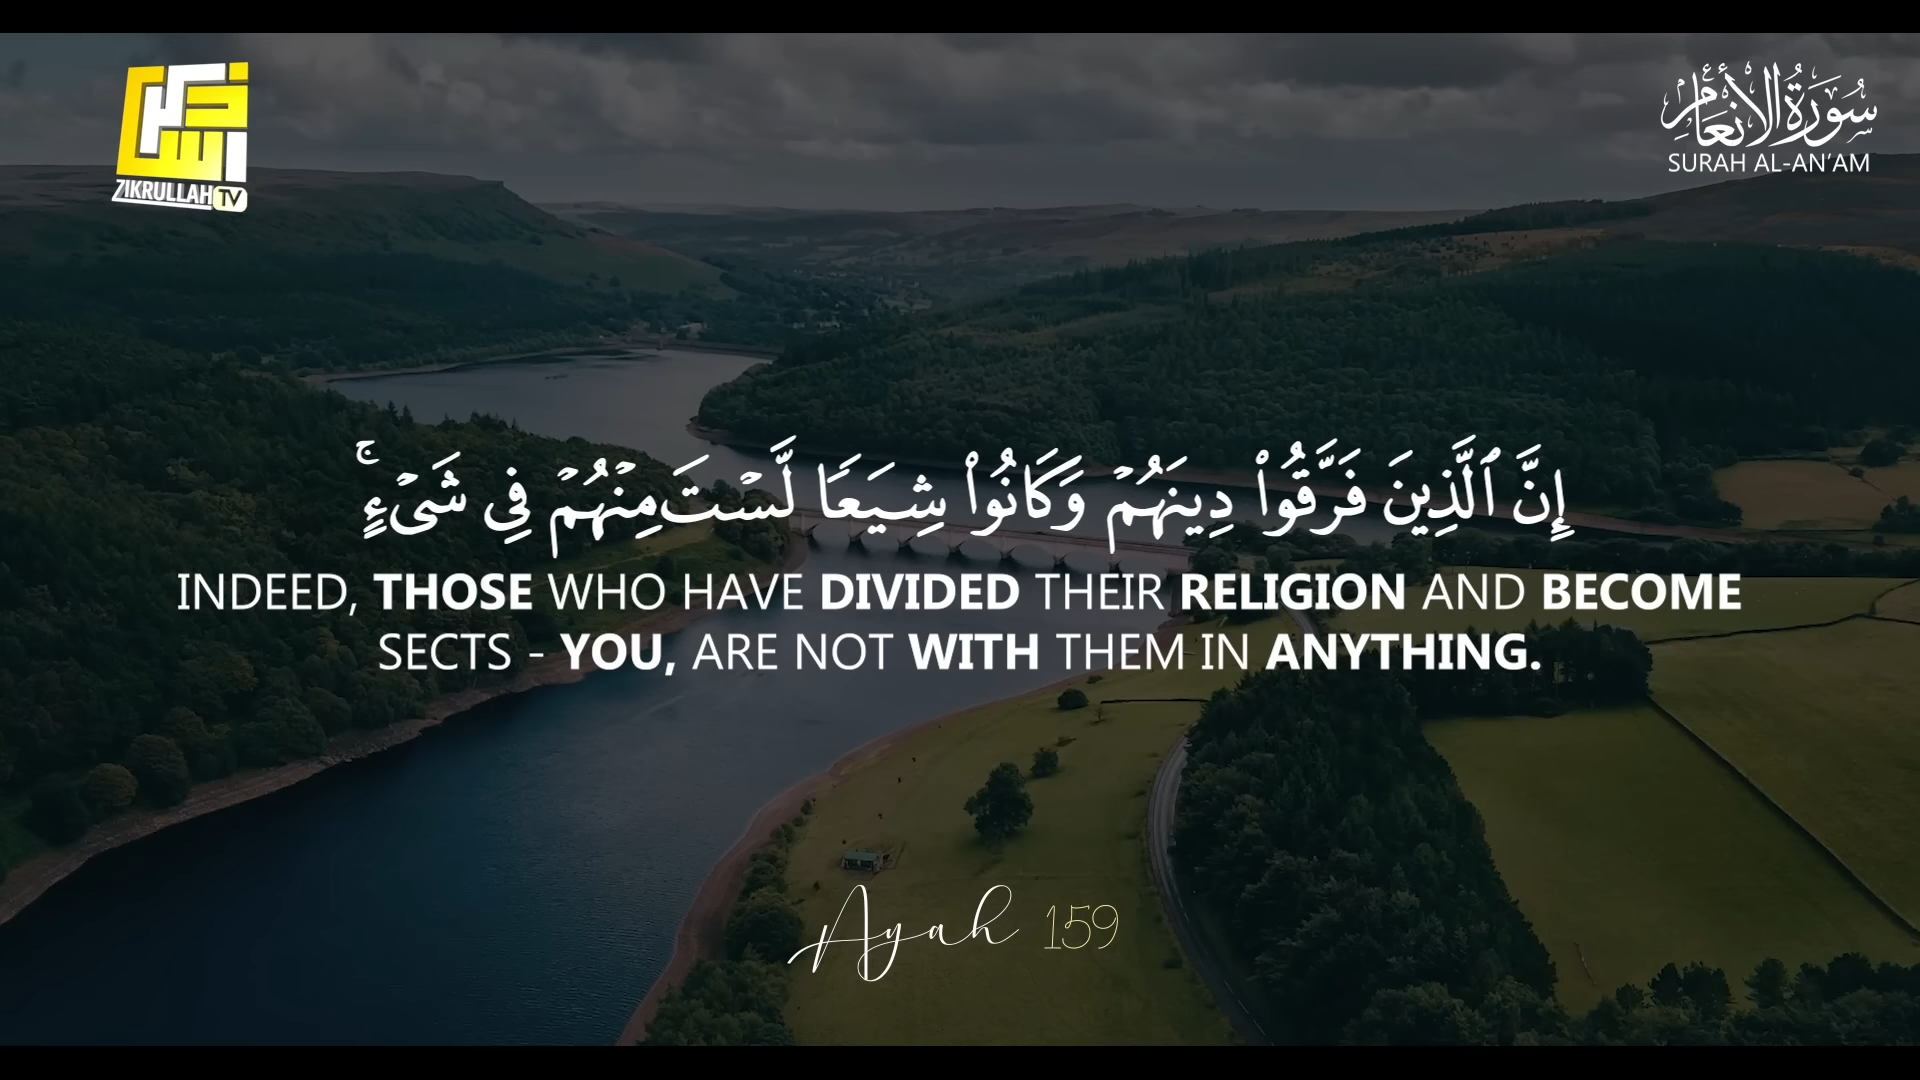 ZIKRULLAH TV
سُورَةُ الأَنْعَامِ
SURAH AL-AN'AM
إِنَّ ٱلَّذِينَ فَرَّقُوا۟ دِينَهُمْ وَكَانُوا۟ شِيَعًا لَّسْتَ مِنْهُمْ فِى شَىْءٍ ۚ
INDEED, THOSE WHO HAVE DIVIDED THEIR RELIGION AND BECOME
SECTS - YOU, ARE NOT WITH THEM IN ANYTHING.
Ayah 159